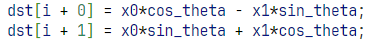 dst[i + 0] = x0*cos_theta - x1*sin_theta;
dst[i + 1] = x0*sin_theta + x1*cos_theta;